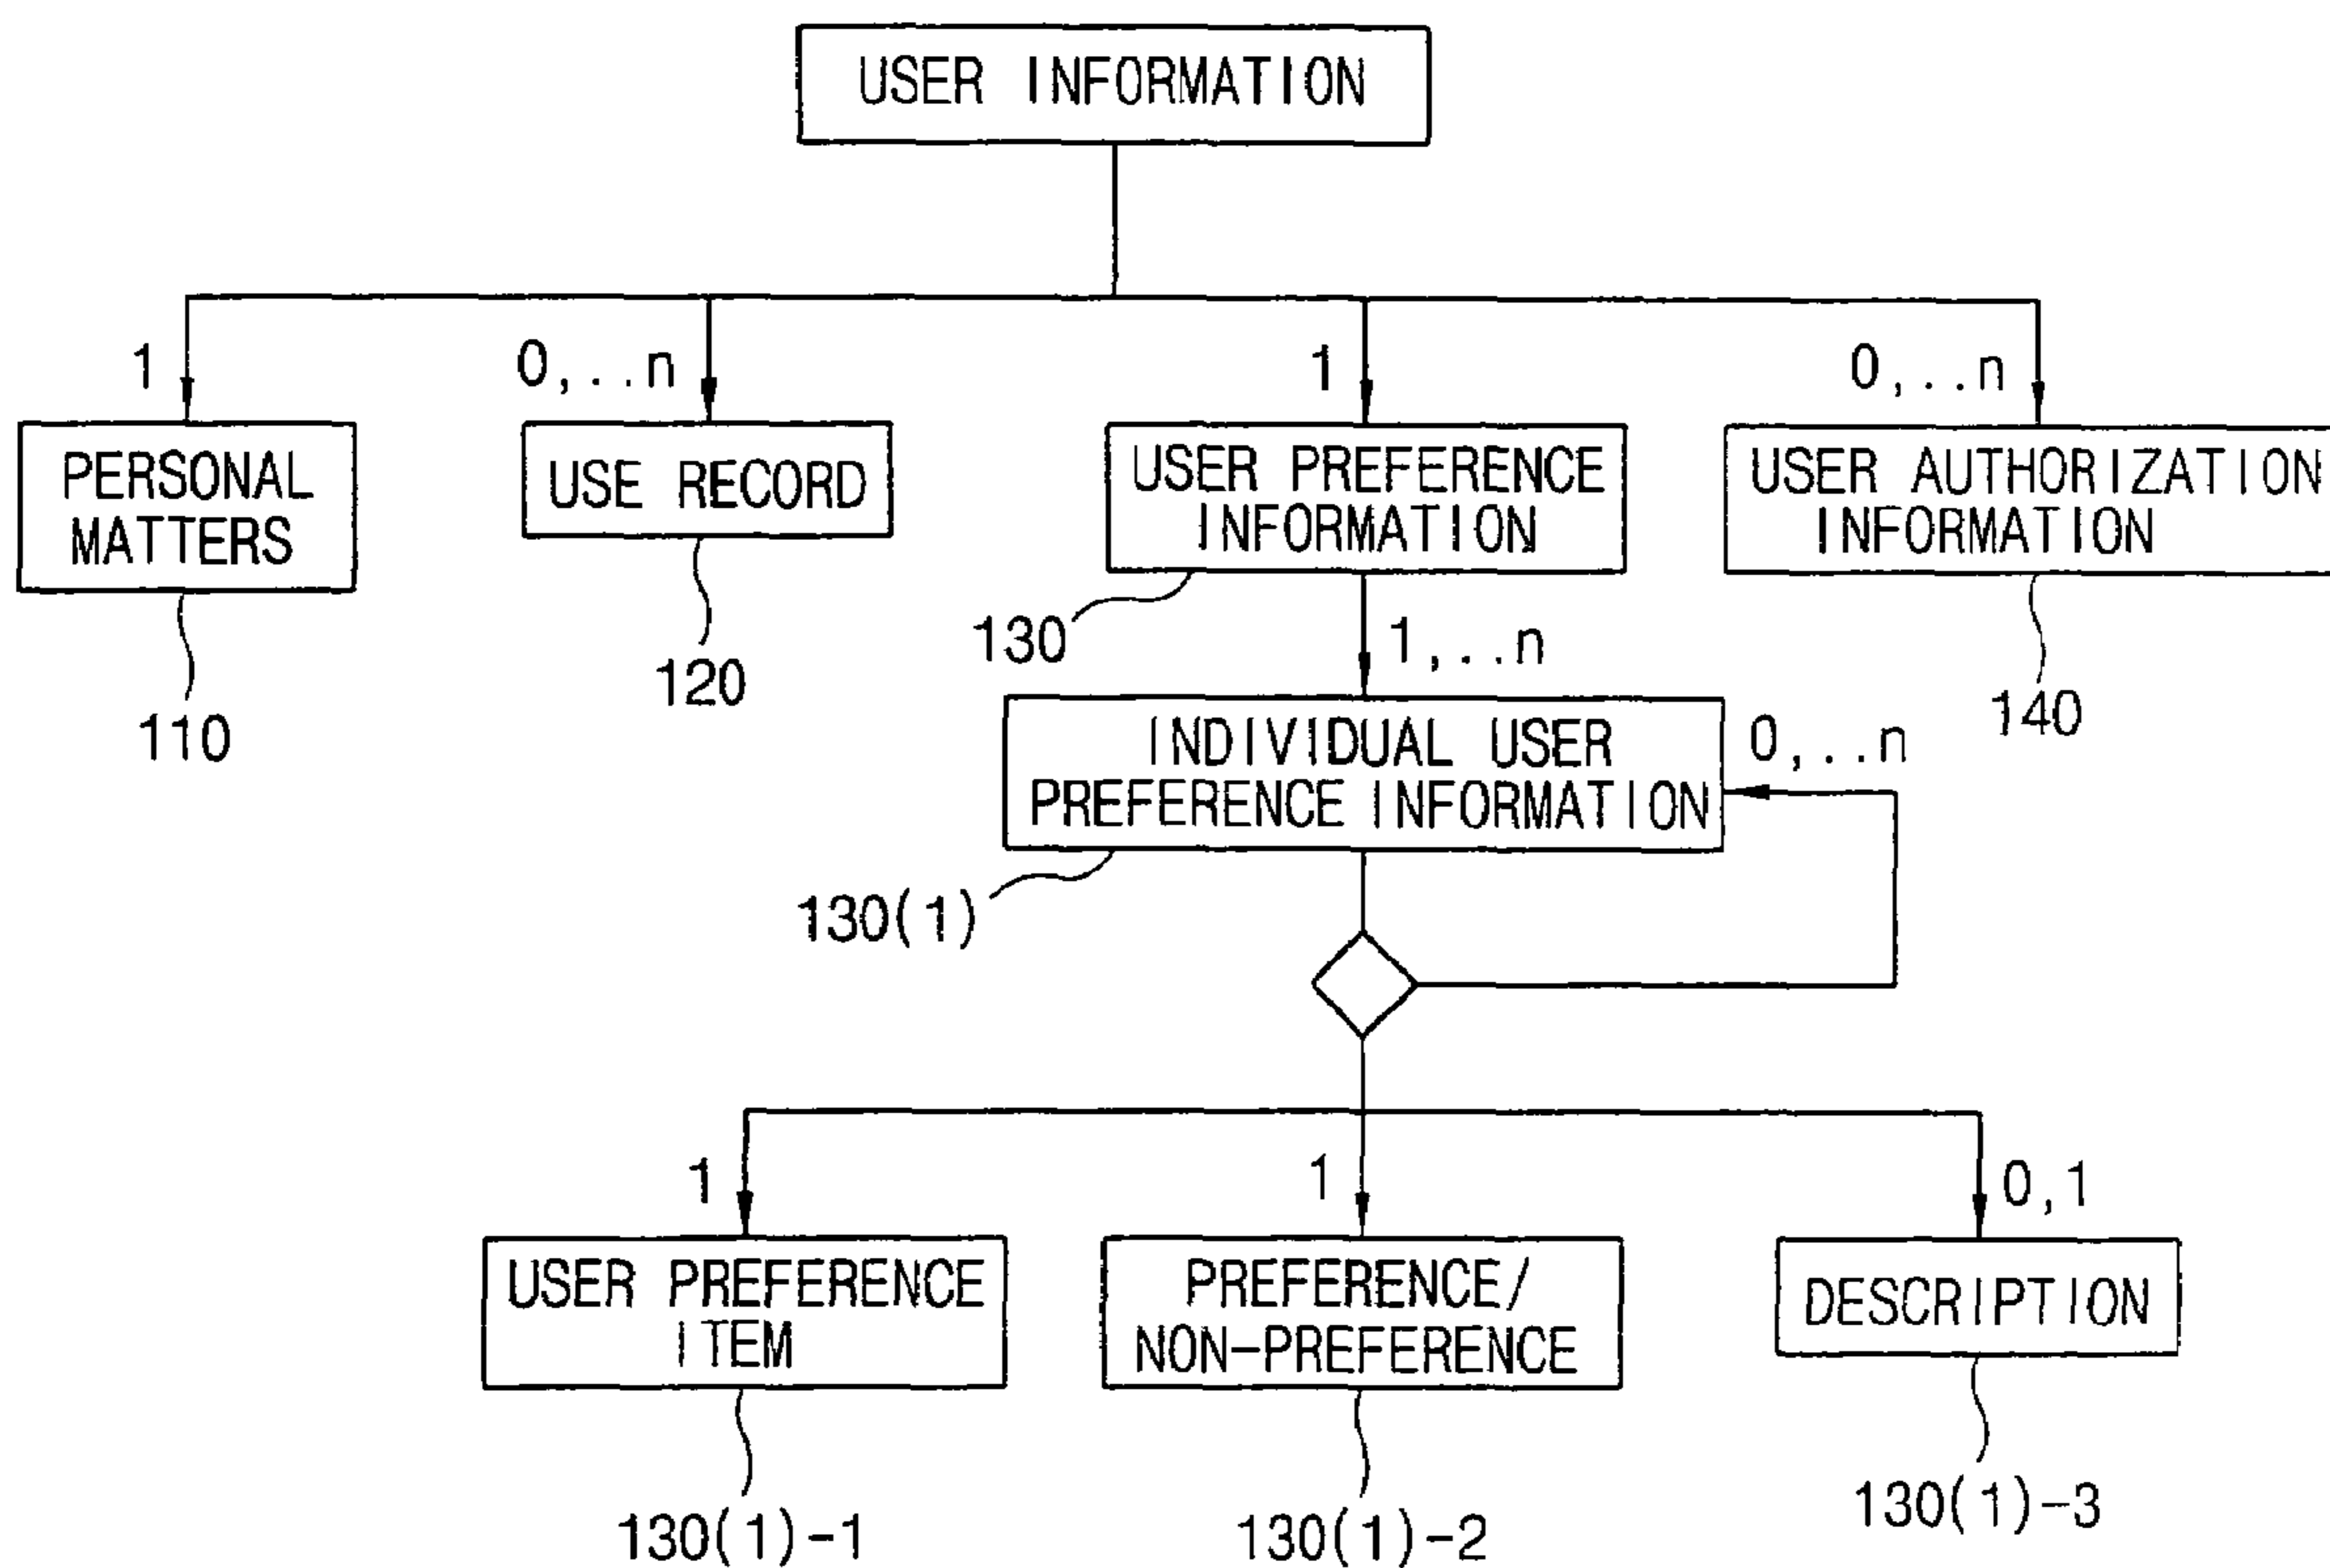 USER INFORMATION
1
0,..n
1
0,..n
PERSONAL
MATTERS
USE RECORD
USER PREFERENCE
INFORMATION
USER AUTHORIZATION
INFORMATION
110
120
130
1,..n
140
INDIVIDUAL USER
PREFERENCE INFORMATION
0,..n
130(1)
1
1
0,1
USER PREFERENCE
ITEM
PREFERENCE/
NON-PREFERENCE
DESCRIPTION
130(1)-1
130(1)-2
130(1)-3